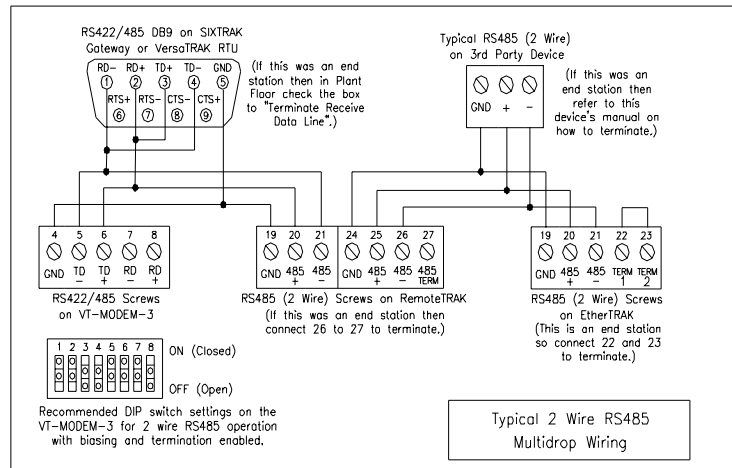 RS422/485 DB9 on SIXTRAK
Gateway or VersaTRAK RTU
RD- RD+ TD+ TD- GND
1 2 3 4 5
RTS+ RTS- CTS- CTS+
6 7 8 9
(If this was an end
station then in Plant
Floor check the box
to "Terminate Receive
Data Line".)
Typical RS485 (2 Wire)
on 3rd Party Device
GND + -
(If this was an
end station then
refer to this
device's manual on
how to terminate.)
4 5 6 7 8
GND TD - TD + RD - RD +
RS422/485 Screws
on VT-MODEM-3
19 20 21 24 25 26 27
GND 485 + 485 - GND 485 + 485 - 485 TERM
RS485 (2 Wire) Screws on RemoteTRAK
(If this was an end station then
connect 26 to 27 to terminate.)
19 20 21 22 23
GND 485 + 485 - TERM 1 TERM 2
RS485 (2 Wire) Screws
on EtherTRAK
(This is an end station
so connect 22 and 23
to terminate.)
1 2 3 4 5 6 7 8
ON (Closed)
OFF (Open)
Recommended DIP switch settings on the
VT-MODEM-3 for 2 wire RS485 operation
with biasing and termination enabled.
Typical 2 Wire RS485
Multidrop Wiring